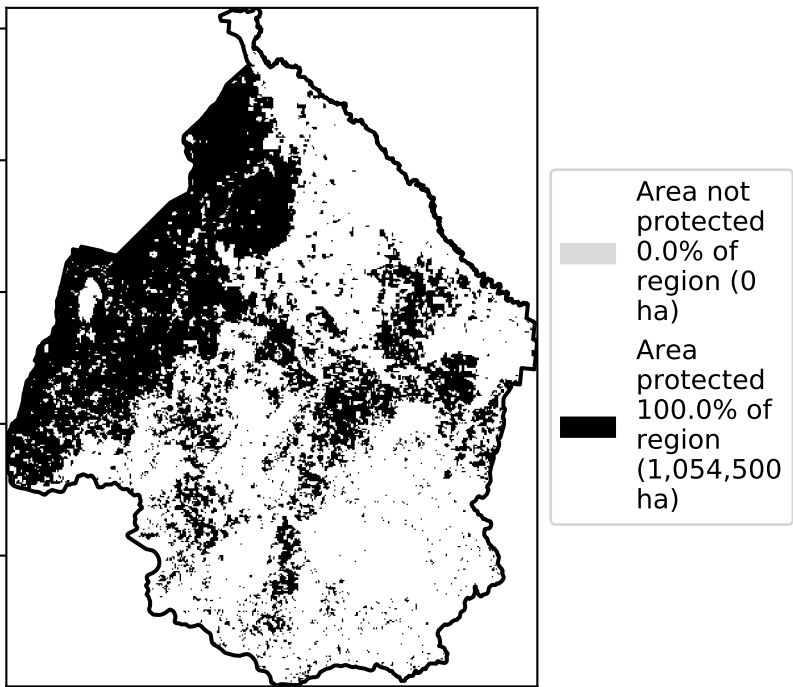 Area not
protected
0.0% of
region (0
ha)
Area
protected
100.0% of
region
(1,054,500
ha)